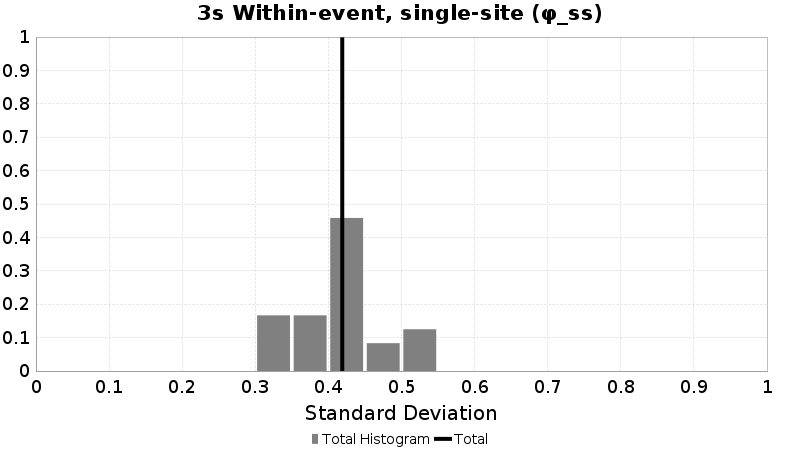 3s Within-event, single-site (φ_ss)
1
0.9
0.8
0.7
0.6
0.5
0.4
0.3
0.2
0.1
0
0 0.1 0.2 0.3 0.4 0.5 0.6 0.7 0.8 0.9 1
Standard Deviation
Total Histogram Total